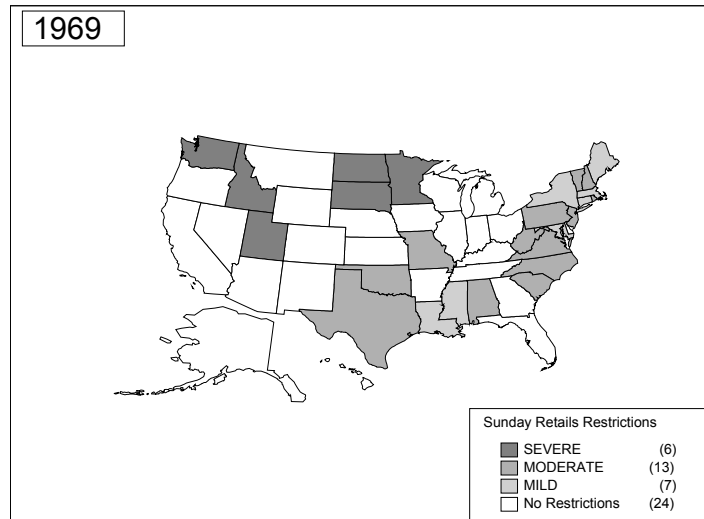 1969
Sunday Retails Restrictions
SEVERE (6)
MODERATE (13)
MILD (7)
No Restrictions (24)